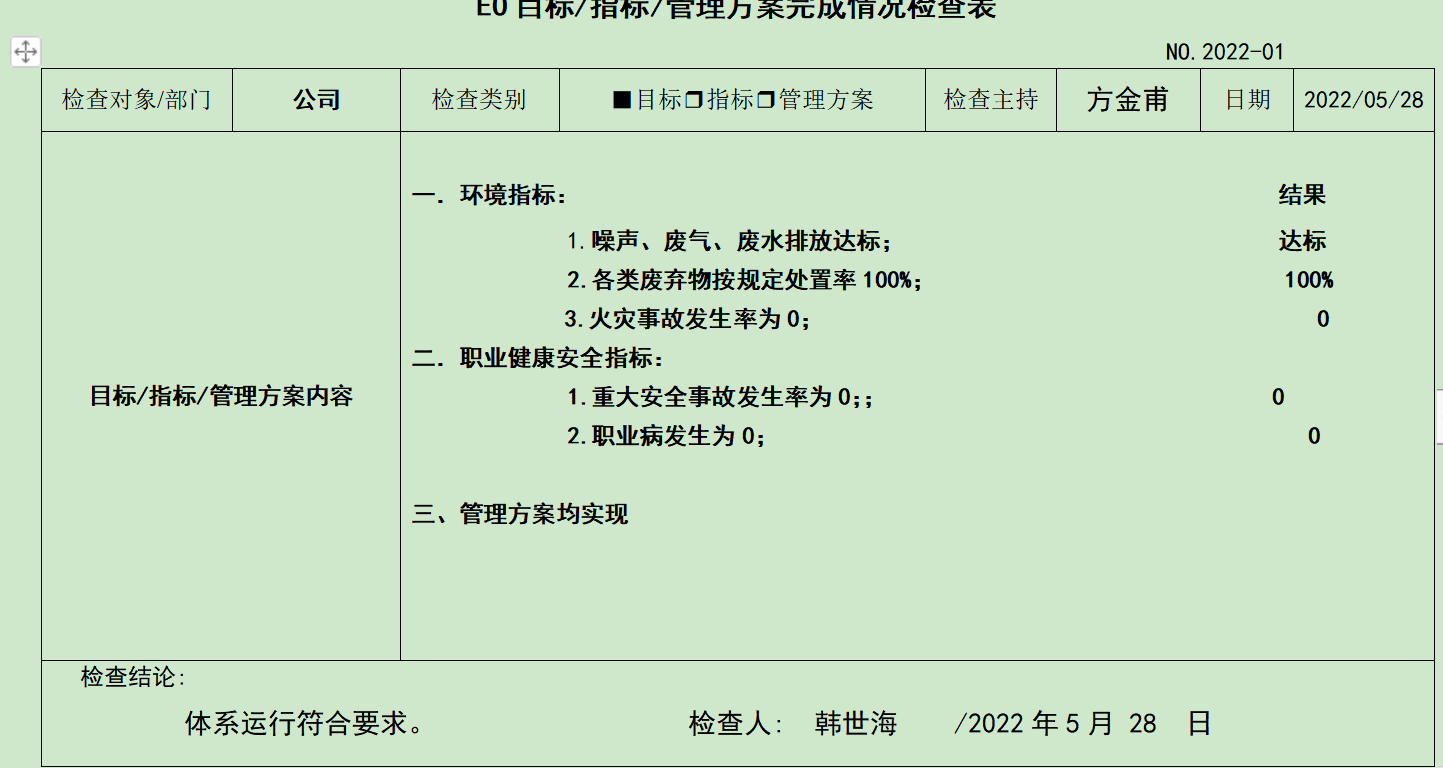 EO目标/指标/管理方案完成情况检查表
NO.2022-01
检查对象/部门 公司 检查类别 ■目标❒指标❒管理方案 检查主持 方金甫 日期 2022/05/28
一．环境指标： 结果
1.噪声、废气、废水排放达标； 达标
2.各类废弃物按规定处置率100%； 100%
3.火灾事故发生率为0； 0
二．职业健康安全指标：
目标/指标/管理方案内容 1.重大安全事故发生率为0；； 0
2.职业病发生为0； 0
三、管理方案均实现
检查结论：
体系运行符合要求。 检查人： 韩世海 /2022年5月 28 日